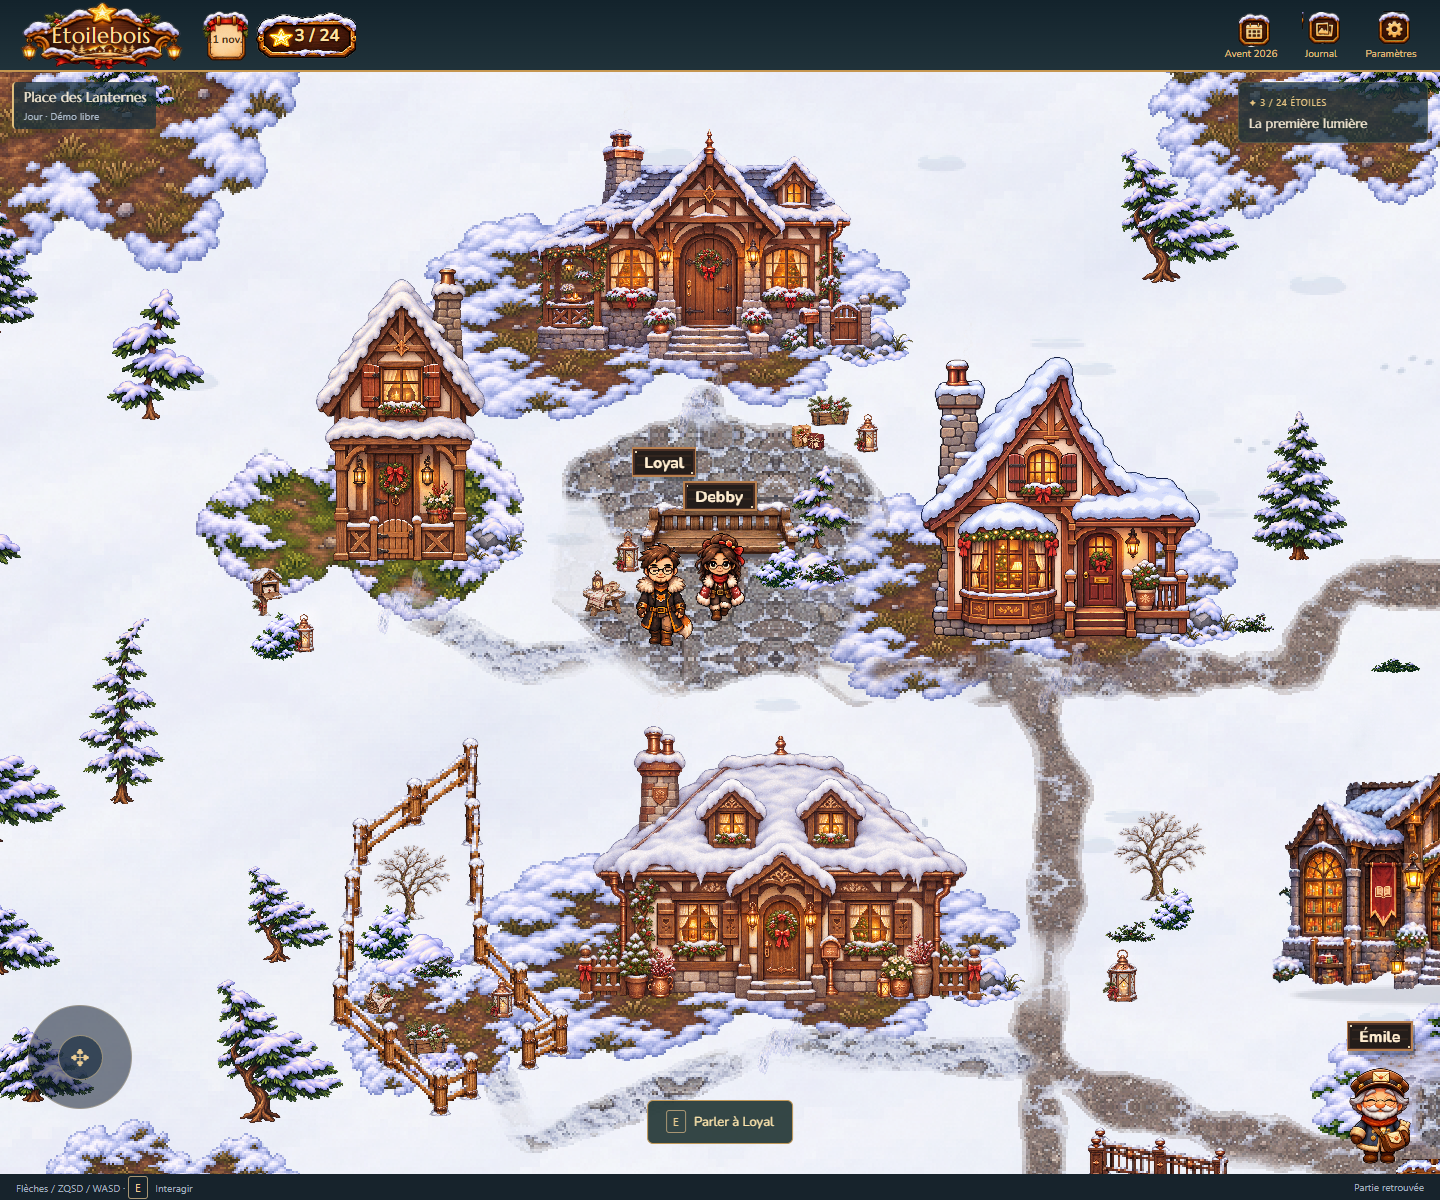 Etoilebois
1 nov.
3 / 24
Avent 2026
Journal
Paramètres
Place des Lanternes
Jour · Démo libre
✦ 3 / 24 ÉTOILES
La première lumière
Loyal
Debby
Émile
E Parler à Loyal
Flèches / ZQSD / WASD · E Interagir
Partie retrouvée